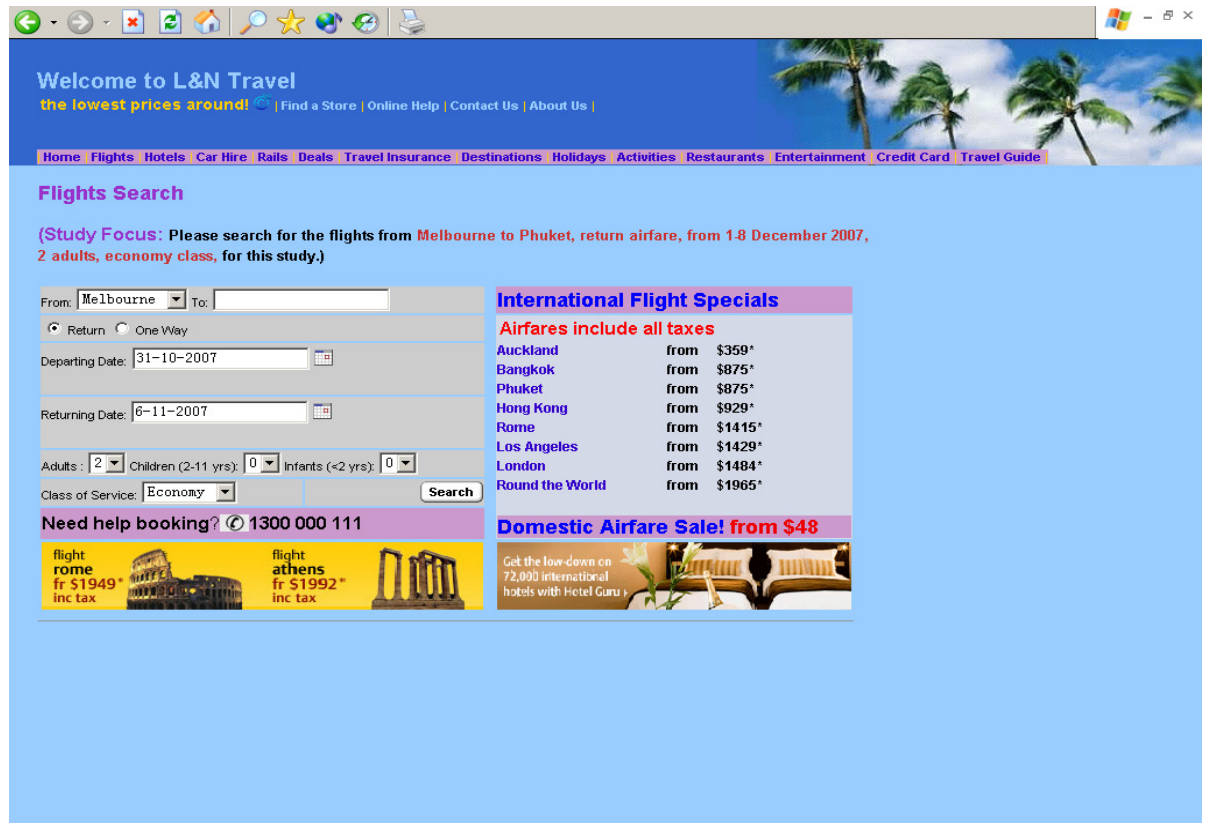 Welcome to L&N Travel
the lowest prices around! | Find a Store | Online Help | Contact Us | About Us |
Home Flights Hotels Car Hire Rails Deals Travel Insurance Destinations Holidays Activities Restaurants Entertainment Credit Card Travel Guide
Flights Search
(Study Focus: Please search for the flights from Melbourne to Phuket, return airfare, from 1-8 December 2007,
2 adults, economy class, for this study.)
From: Melbourne To:
Return One Way
Departing Date: 31-10-2007
Returning Date: 6-11-2007
Adults : 2 Children (2-11 yrs): 0 Infants (<2 yrs): 0
Class of Service: Economy Search
Need help booking? 1300 000 111
flight
rome
fr $1949*
inc tax
flight
athens
fr $1992*
inc tax
International Flight Specials
Airfares include all taxes
Auckland from $359*
Bangkok from $875*
Phuket from $875*
Hong Kong from $929*
Rome from $1415*
Los Angeles from $1429*
London from $1484*
Round the World from $1965*
Domestic Airfare Sale! from $48
Get the low-down on
72,000 international
hotels with Hotel Guru